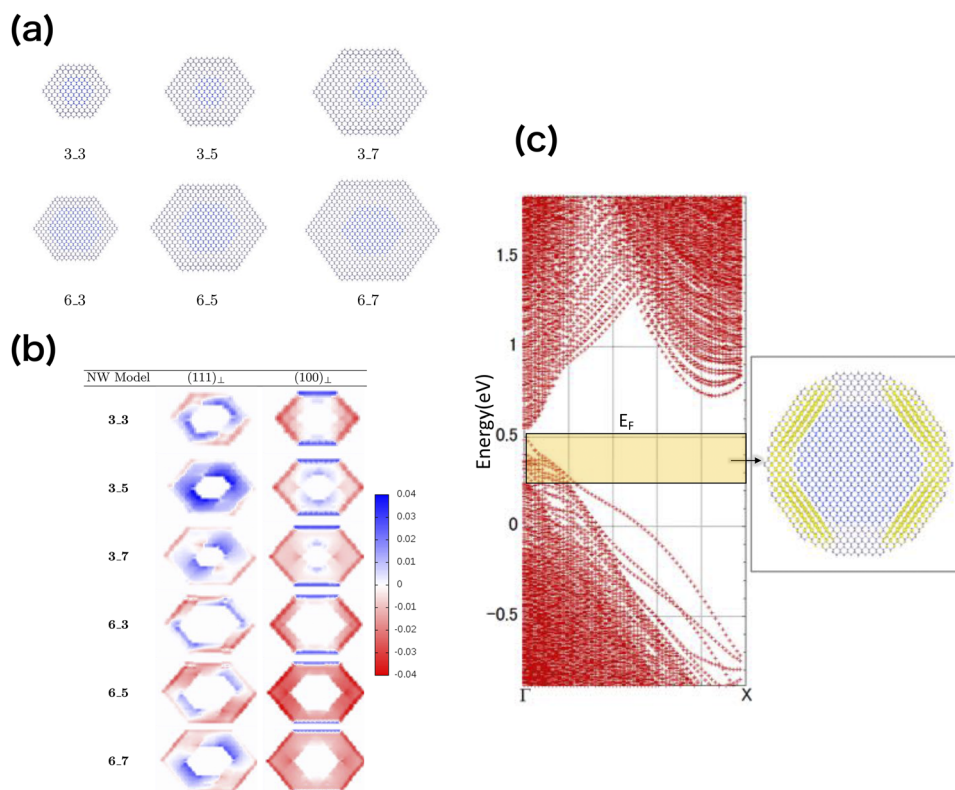 (a)
3_3 3_5 3_7
6_3 6_5 6_7
(b)
NW Model (111)⊥ (100)⊥
3_3
3_5
3_7
6_3
6_5
6_7
0.04
0.03
0.02
0.01
0
-0.01
-0.02
-0.03
-0.04
(c)
Energy(eV)
1.5
1
0.5
0
-0.5
E_F
Γ X